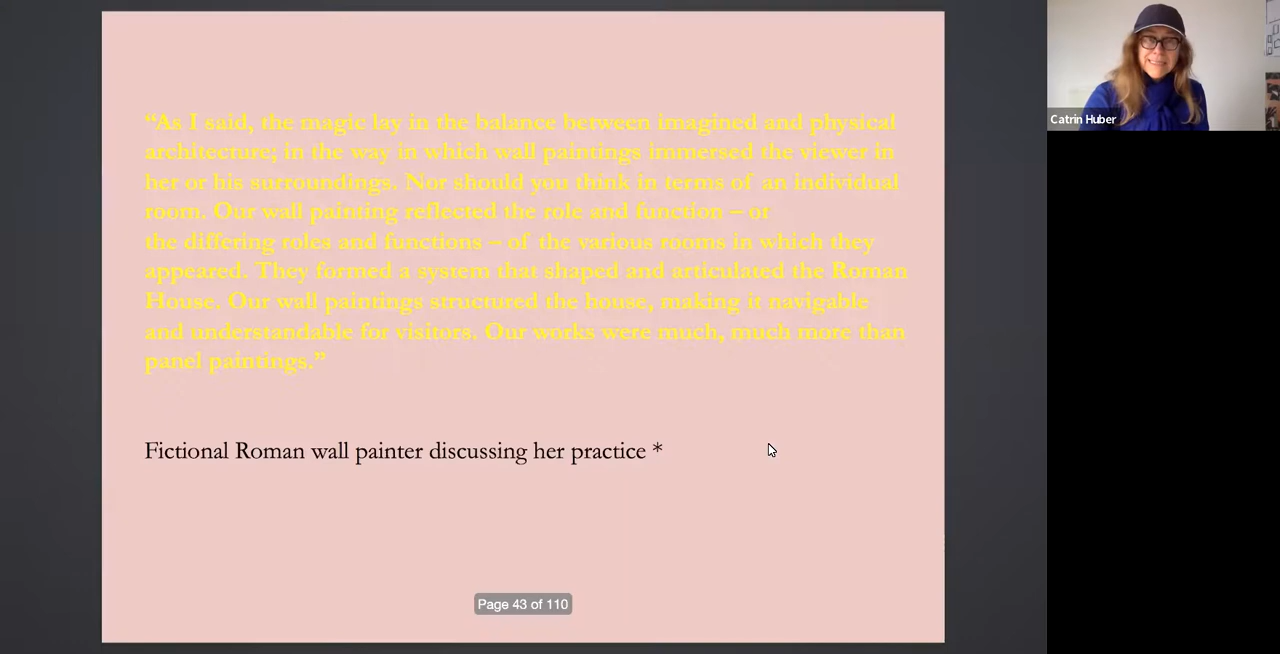 “As I said, the magic lay in the balance between imagined and physical
architecture; in the way in which wall paintings immersed the viewer in
her or his surroundings. Nor should you think in terms of an individual
room. Our wall painting reflected the role and function – or
the differing roles and functions – of the various rooms in which they
appeared. They formed a system that shaped and articulated the Roman
House. Our wall paintings structured the house, making it navigable
and understandable for visitors. Our works were much, much more than
panel paintings.”
Fictional Roman wall painter discussing her practice *
Page 43 of 110
Catrin Huber